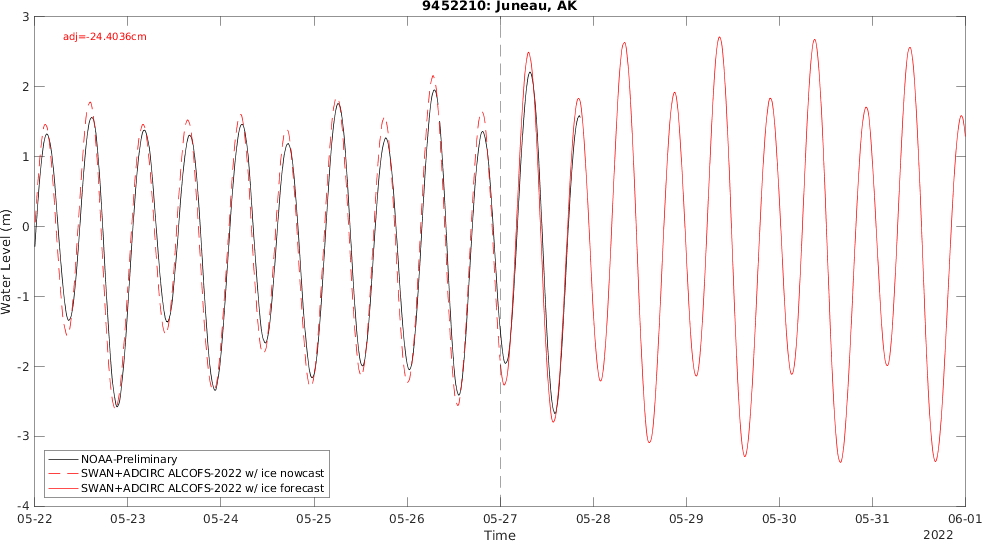 9452210: Juneau, AK
adj=-24.4036cm
3
2
1
0
-1
-2
-3
-4
Water Level (m)
NOAA-Preliminary
SWAN+ADCIRC ALCOFS-2022 w/ ice nowcast
SWAN+ADCIRC ALCOFS-2022 w/ ice forecast
05-22 05-23 05-24 05-25 05-26 05-27 05-28 05-29 05-30 05-31 06-01
Time
2022